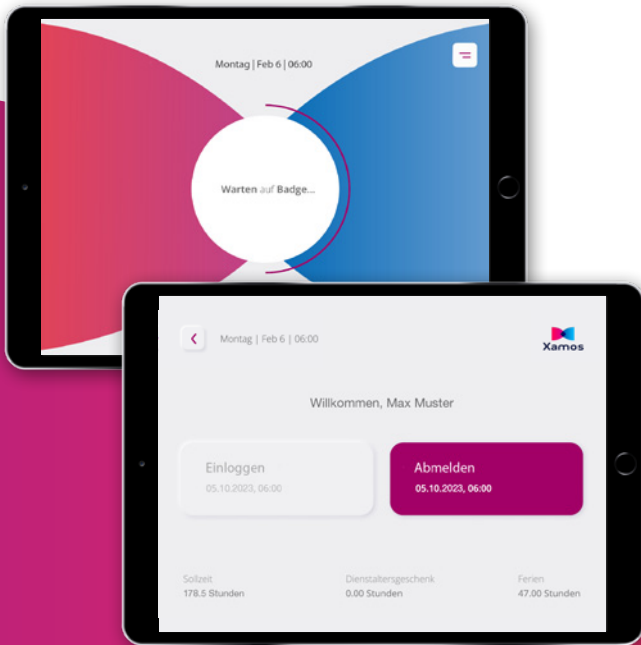 Montag | Feb 6 | 06:00
Warten auf Badge...
Montag | Feb 6 | 06:00
Xamos
Willkommen, Max Muster
Einloggen
05.10.2023, 06:00
Abmelden
05.10.2023, 06:00
Sollzeit
178.5 Stunden
Dienstaltersgeschenk
0.00 Stunden
Ferien
47.00 Stunden